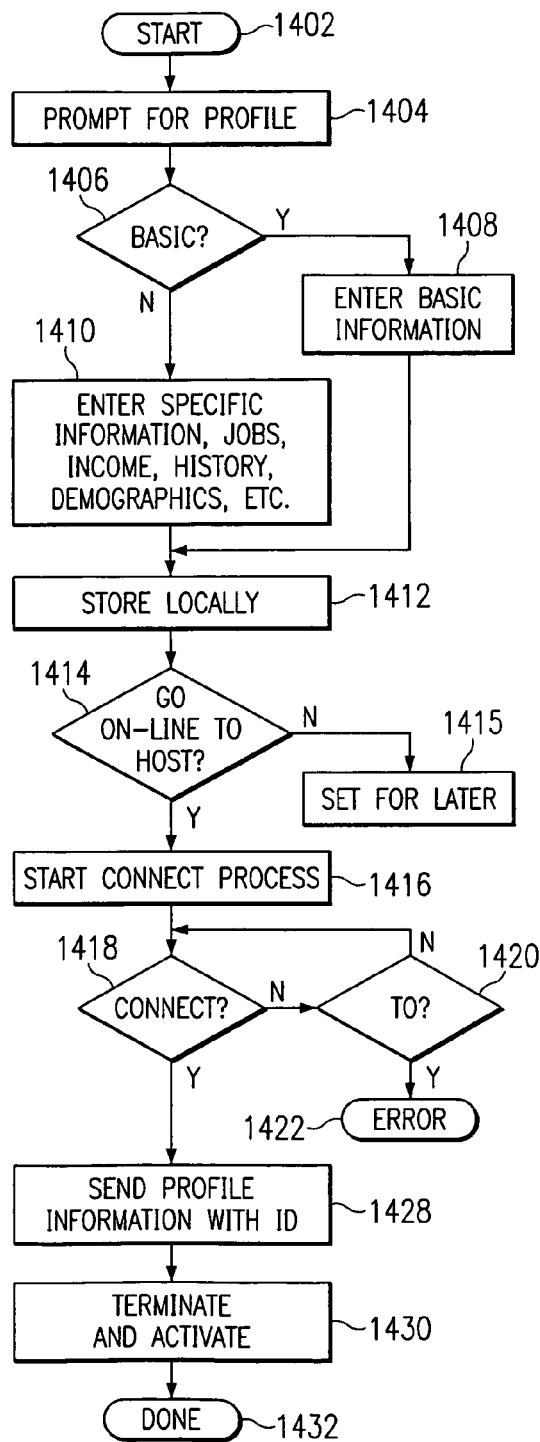 START
1402
PROMPT FOR PROFILE
1404
1406
BASIC?
Y
N
1408
ENTER BASIC
INFORMATION
1410
ENTER SPECIFIC
INFORMATION, JOBS,
INCOME, HISTORY,
DEMOGRAPHICS, ETC.
STORE LOCALLY
1412
1414
GO
ON-LINE TO
HOST?
N
Y
1415
SET FOR LATER
START CONNECT PROCESS
1416
1418
CONNECT?
N
Y
N
1420
TO?
Y
1422
ERROR
SEND PROFILE
INFORMATION WITH ID
1428
TERMINATE
AND ACTIVATE
1430
DONE
1432